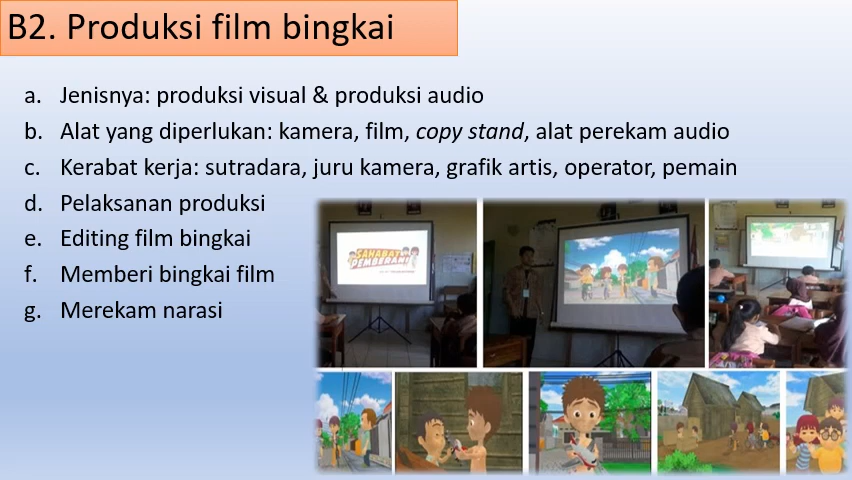 B2. Produksi film bingkai
a. Jenisnya: produksi visual & produksi audio
b. Alat yang diperlukan: kamera, film, copy stand, alat perekam audio
c. Kerabat kerja: sutradara, juru kamera, grafik artis, operator, pemain
d. Pelaksanan produksi
e. Editing film bingkai
f. Memberi bingkai film
g. Merekam narasi
SAHABAT
PEMBERANI